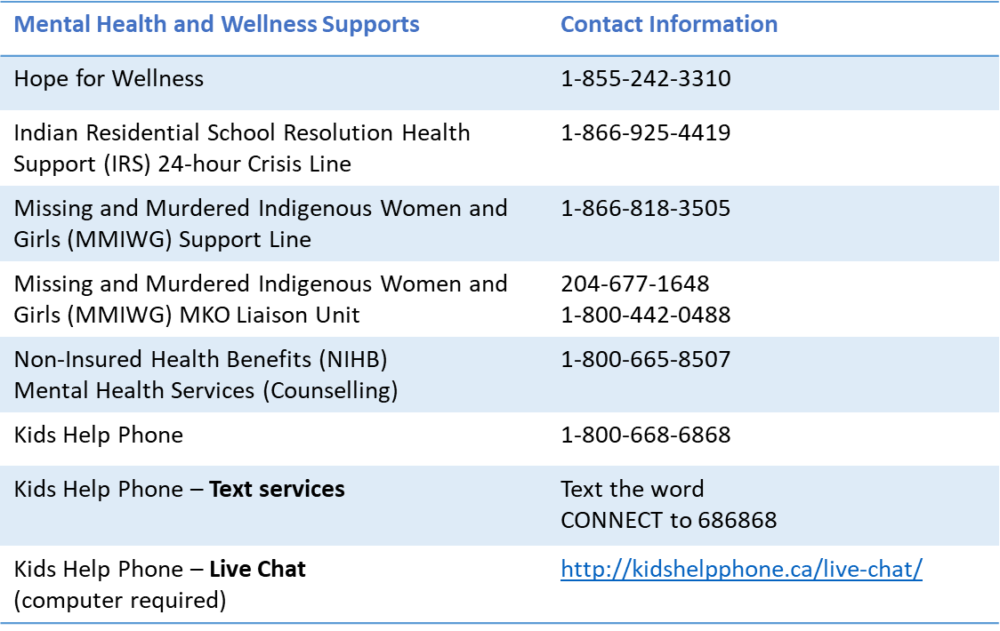 Mental Health and Wellness Supports Contact Information
Hope for Wellness 1-855-242-3310
Indian Residential School Resolution Health 1-866-925-4419
Support (IRS) 24-hour Crisis Line
Missing and Murdered Indigenous Women and 1-866-818-3505
Girls (MMIWG) Support Line
Missing and Murdered Indigenous Women and 204-677-1648
Girls (MMIWG) MKO Liaison Unit 1-800-442-0488
Non-Insured Health Benefits (NIHB) 1-800-665-8507
Mental Health Services (Counselling)
Kids Help Phone 1-800-668-6868
Kids Help Phone – Text services Text the word
CONNECT to 686868
Kids Help Phone – Live Chat http://kidshelpphone.ca/live-chat/
(computer required)